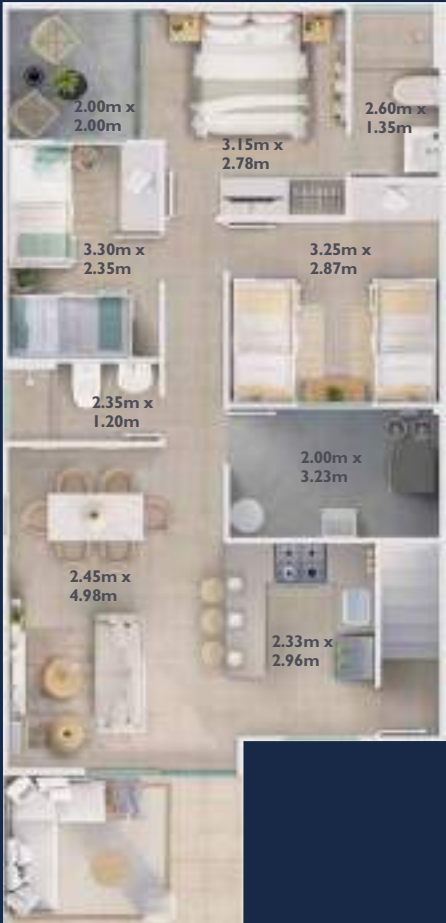 2.00m x
2.00m
2.60m x
1.35m
3.15m x
2.78m
3.30m x
2.35m
3.25m x
2.87m
2.35m x
1.20m
2.00m x
3.23m
2.45m x
4.98m
2.33m x
2.96m